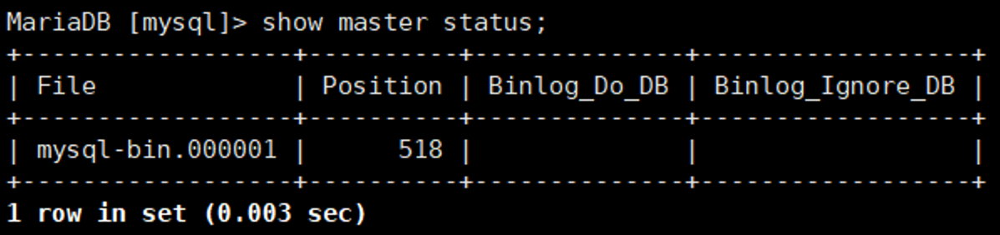 MariaDB [mysql]> show master status;
+------------------+----------+--------------+------------------+
| File             | Position | Binlog_Do_DB | Binlog_Ignore_DB |
+------------------+----------+--------------+------------------+
| mysql-bin.000001 |      518 |              |                  |
+------------------+----------+--------------+------------------+
1 row in set (0.003 sec)